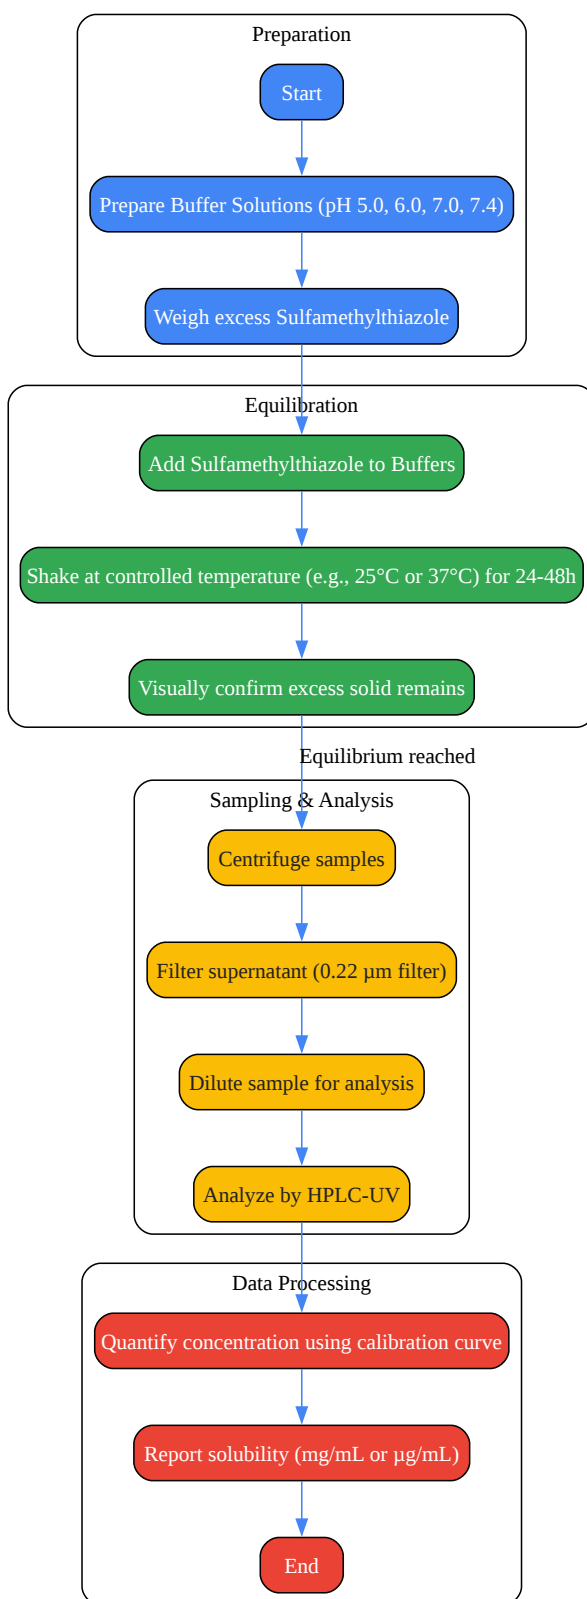 Preparation
Start
Prepare Buffer Solutions (pH 5.0, 6.0, 7.0, 7.4)
Weigh excess Sulfamethylthiazole
Equilibration
Add Sulfamethylthiazole to Buffers
Shake at controlled temperature (e.g., 25°C or 37°C) for 24-48h
Visually confirm excess solid remains
Equilibrium reached
Sampling & Analysis
Centrifuge samples
Filter supernatant (0.22 µm filter)
Dilute sample for analysis
Analyze by HPLC-UV
Data Processing
Quantify concentration using calibration curve
Report solubility (mg/mL or µg/mL)
End